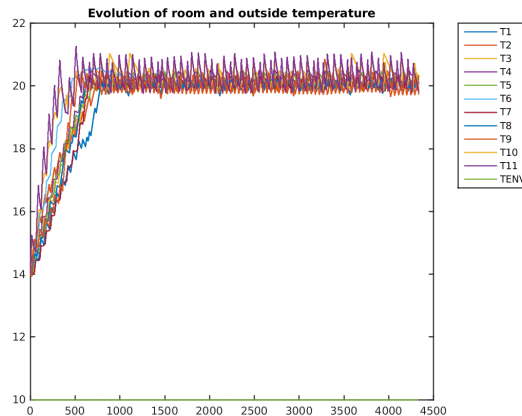 Evolution of room and outside temperature
22
20
18
16
14
12
10
0
500
1000
1500
2000
2500
3000
3500
4000
4500
T1
T2
T3
T4
T5
T6
T7
T8
T9
T10
T11
TENV